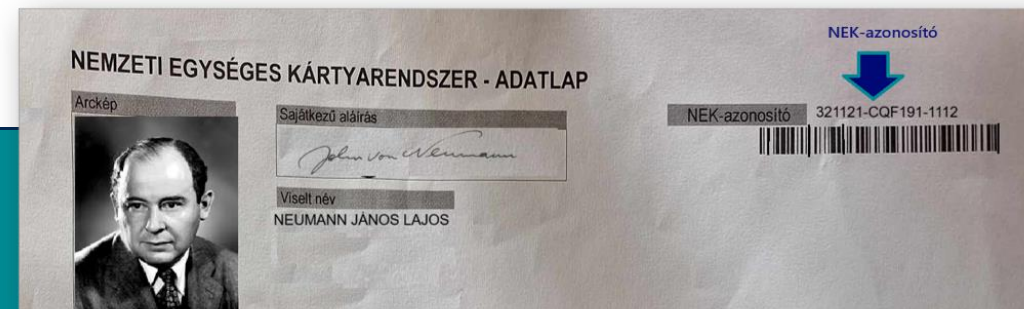 NEK-azonosító
NEMZETI EGYSÉGES KÁRTYARENDSZER - ADATLAP
Arckép
Sajátkezű aláírás
John von Neumann
NEK-azonosító 321121-CQF191-1112
Viselt név
NEUMANN JÁNOS LAJOS